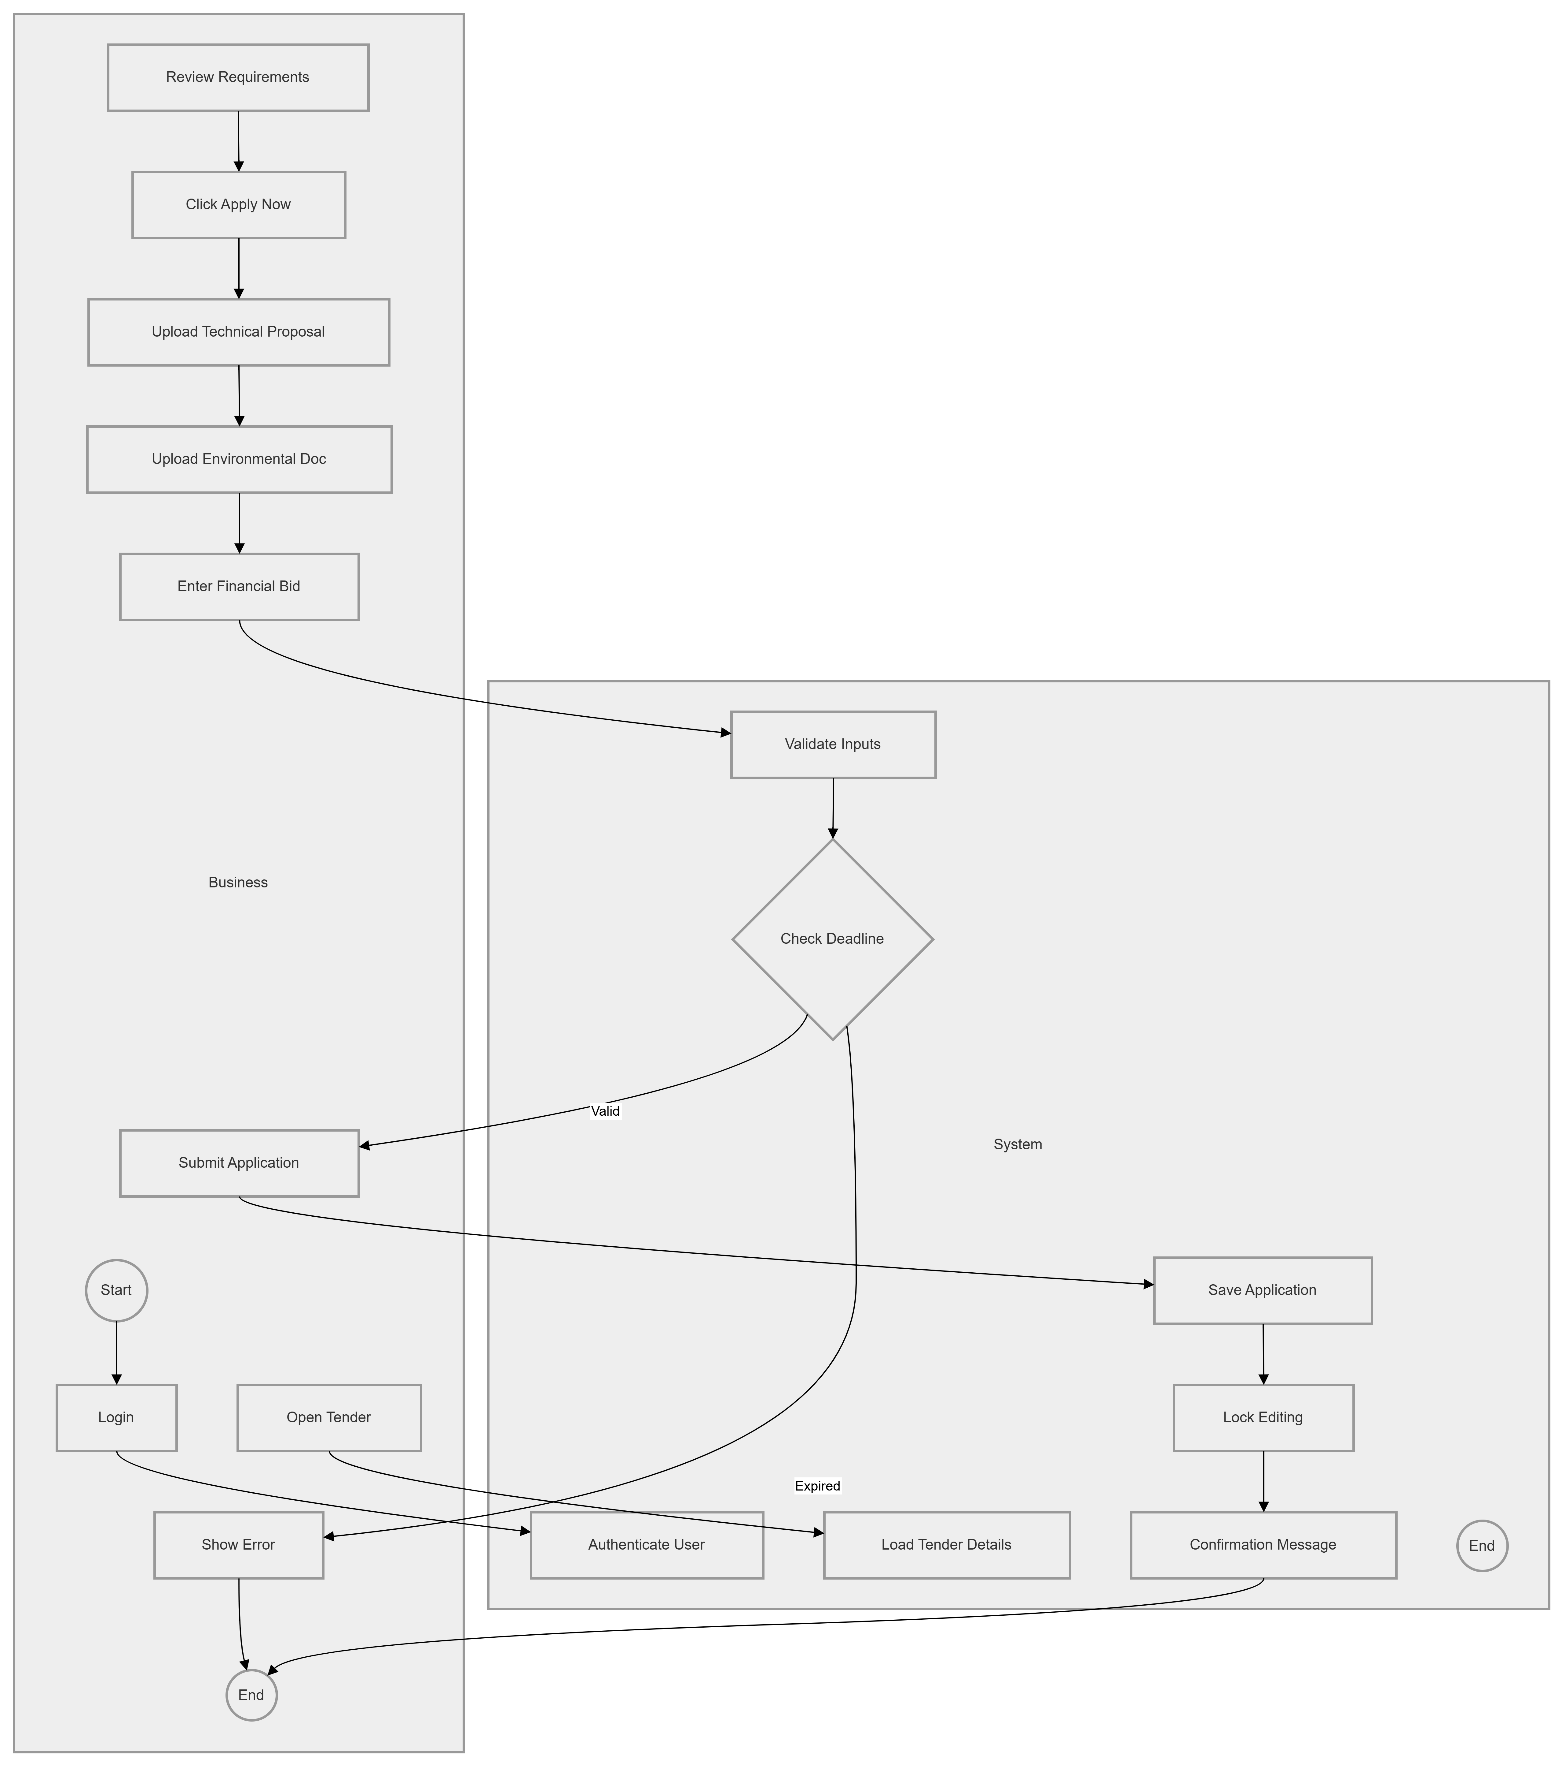 Review Requirements
Click Apply Now
Upload Technical Proposal
Upload Environmental Doc
Enter Financial Bid
Validate Inputs
Business
Check Deadline
Valid
System
Submit Application
Start
Save Application
Login
Open Tender
Lock Editing
Expired
Show Error
Authenticate User
Load Tender Details
Confirmation Message
End
End